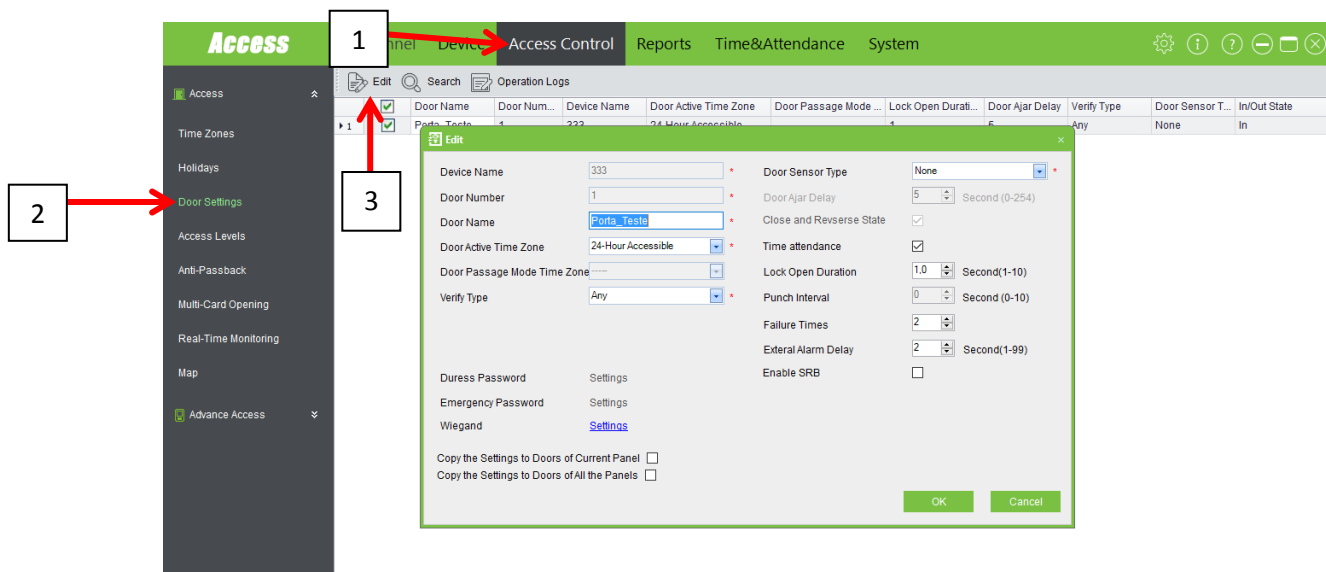 Access
1
Device
Access Control
Reports
Time&Attendance
System
Edit
Search
Operation Logs
Access
Time Zones
Holidays
2
Door Settings
Access Levels
Anti-Passback
Multi-Card Opening
Real-Time Monitoring
Map
Advance Access
3
Door Name
Door Num...
Device Name
Door Active Time Zone
Door Passage Mode ...
Lock Open Durati...
Door Ajar Delay
Verify Type
Door Sensor T...
In/Out State
1
Porta_Teste
1
333
24-Hour Accessible
1
5
Any
None
In
Edit
Device Name 333 *
Door Number 1 *
Door Name Porta_Teste *
Door Active Time Zone 24-Hour Accessible *
Door Passage Mode Time Zone -----
Verify Type Any *
Duress Password Settings
Emergency Password Settings
Wiegand Settings
Copy the Settings to Doors of Current Panel
Copy the Settings to Doors of All the Panels
Door Sensor Type None *
Door Ajar Delay 5 Second (0-254)
Close and Revserse State
Time attendance
Lock Open Duration 1,0 Second(1-10)
Punch Interval 0 Second (0-10)
Failure Times 2
Exteral Alarm Delay 2 Second(1-99)
Enable SRB
OK
Cancel